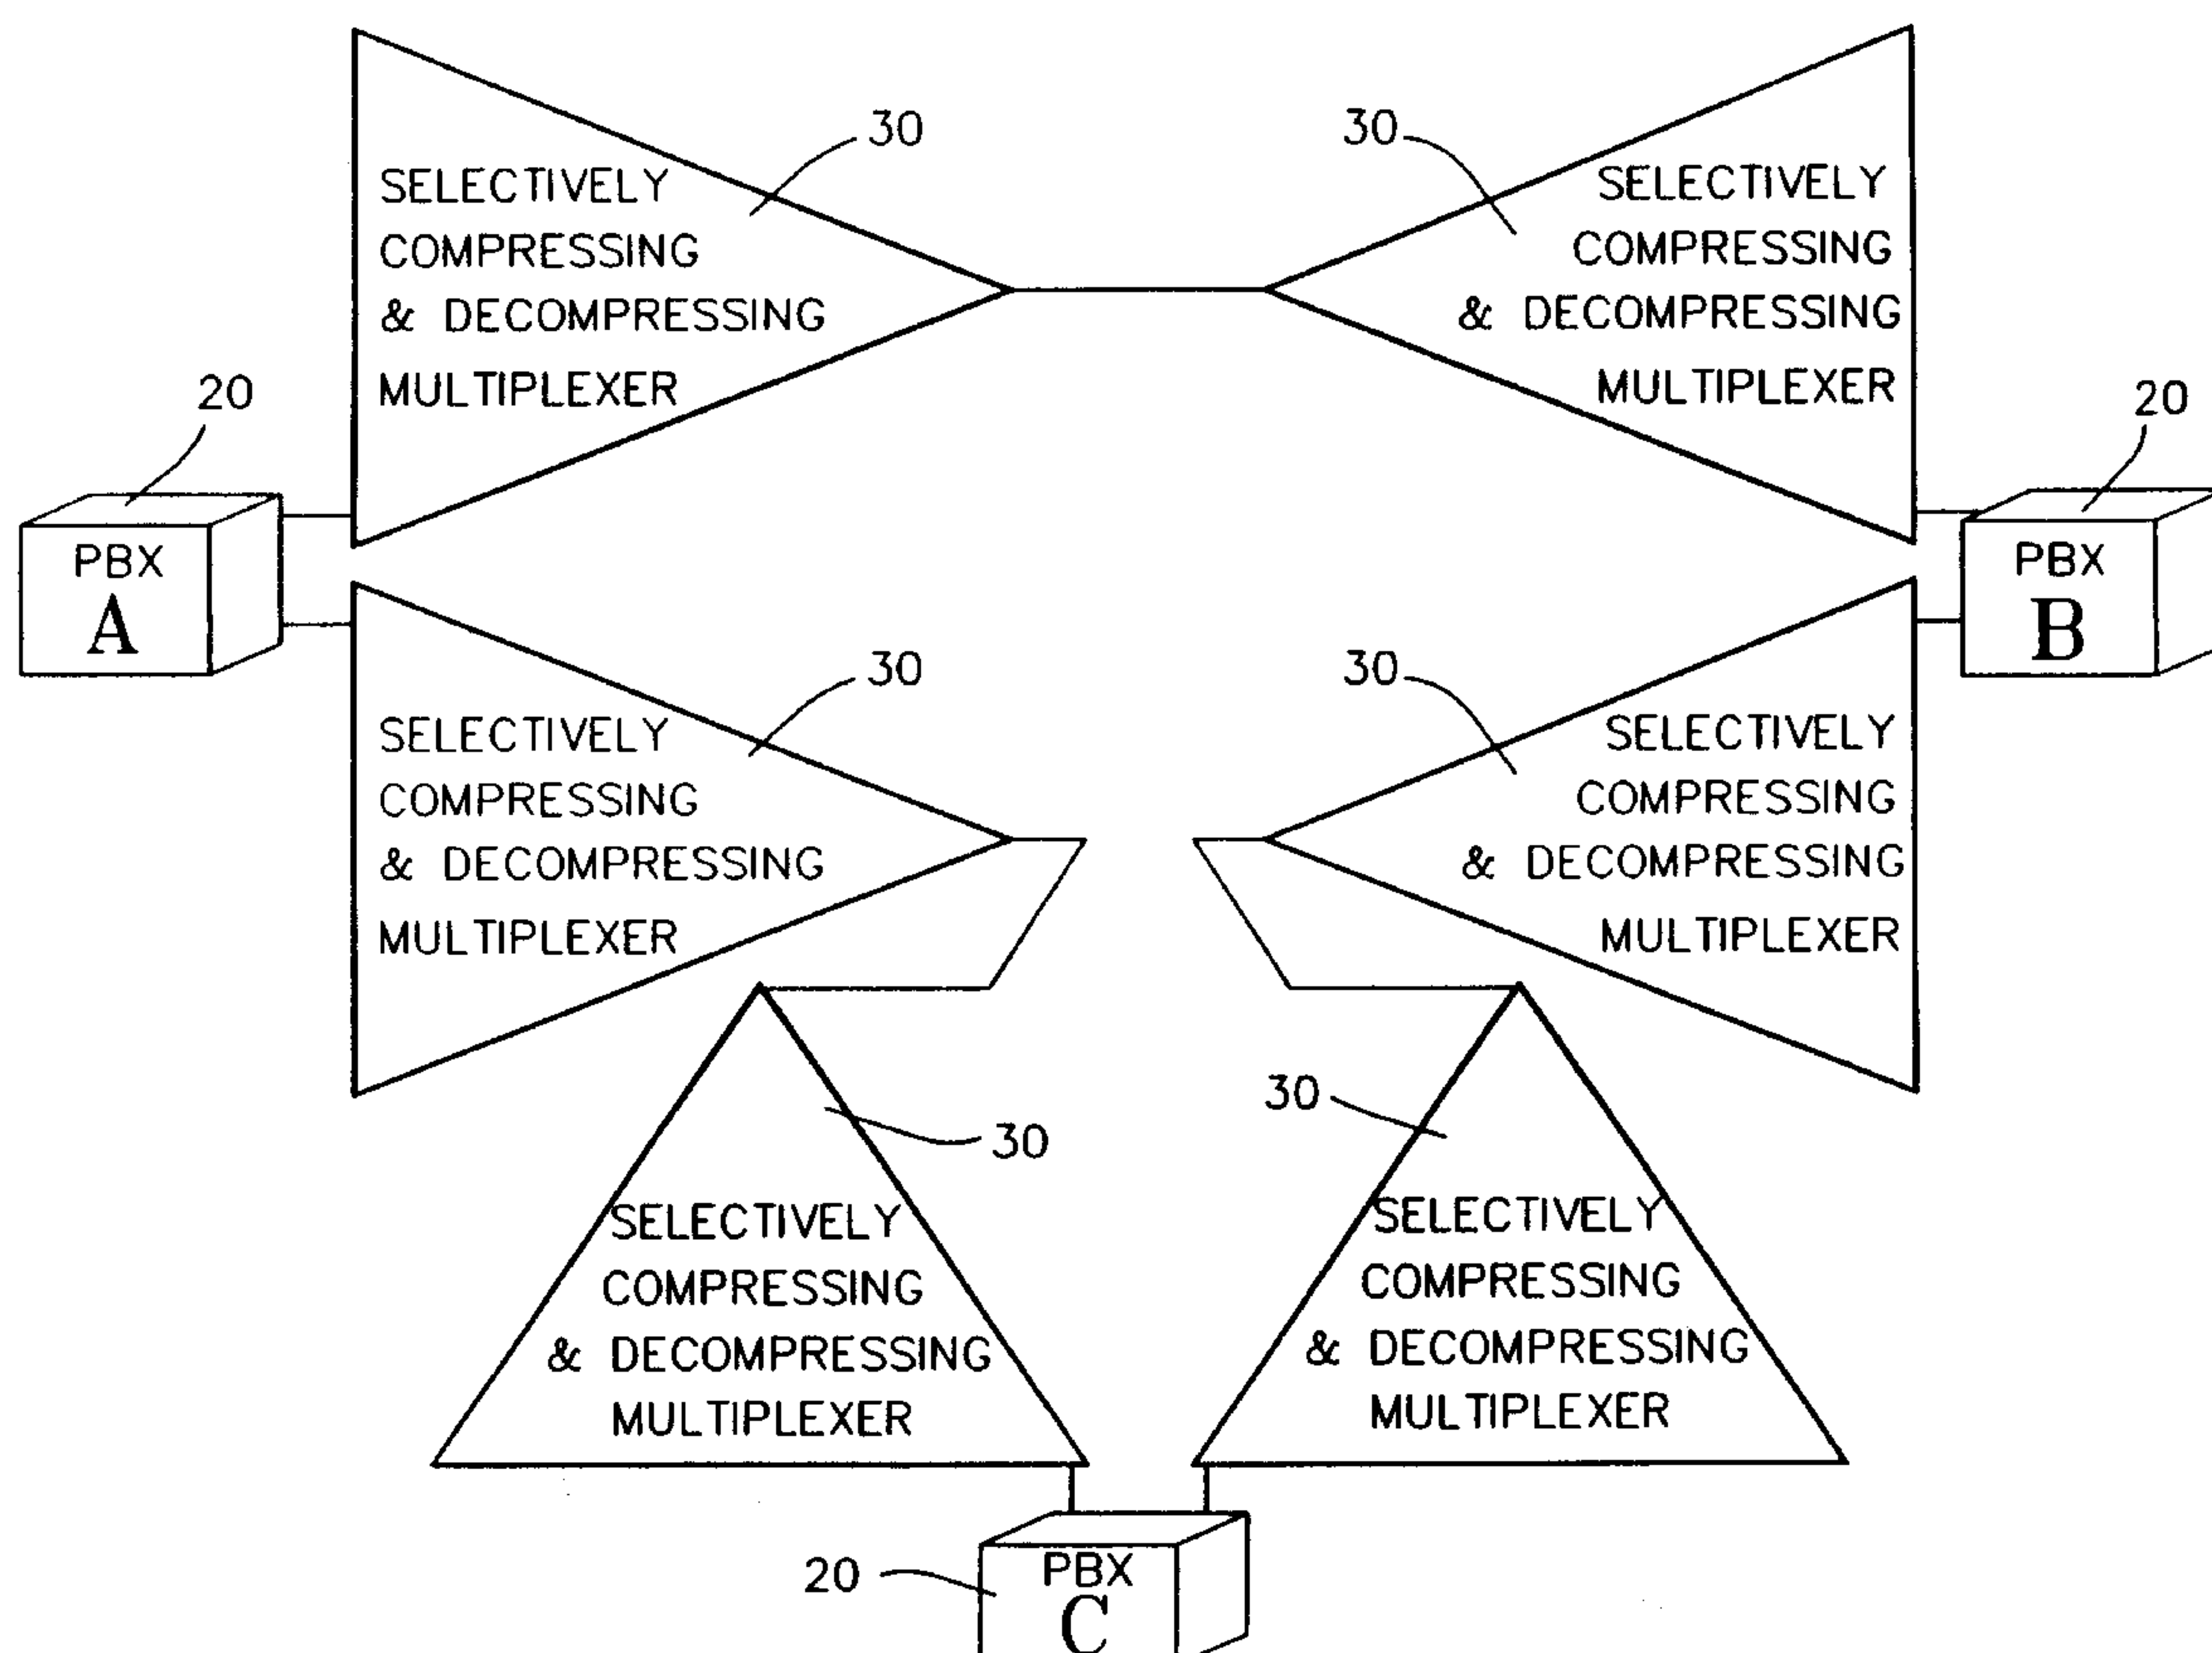 30
SELECTIVELY
COMPRESSING
& DECOMPRESSING
MULTIPLEXER
30
SELECTIVELY
COMPRESSING
& DECOMPRESSING
MULTIPLEXER
20
PBX
A
20
PBX
B
30
SELECTIVELY
COMPRESSING
& DECOMPRESSING
MULTIPLEXER
30
SELECTIVELY
COMPRESSING
& DECOMPRESSING
MULTIPLEXER
30
SELECTIVELY
COMPRESSING
& DECOMPRESSING
MULTIPLEXER
30
SELECTIVELY
COMPRESSING
& DECOMPRESSING
MULTIPLEXER
20
PBX
C